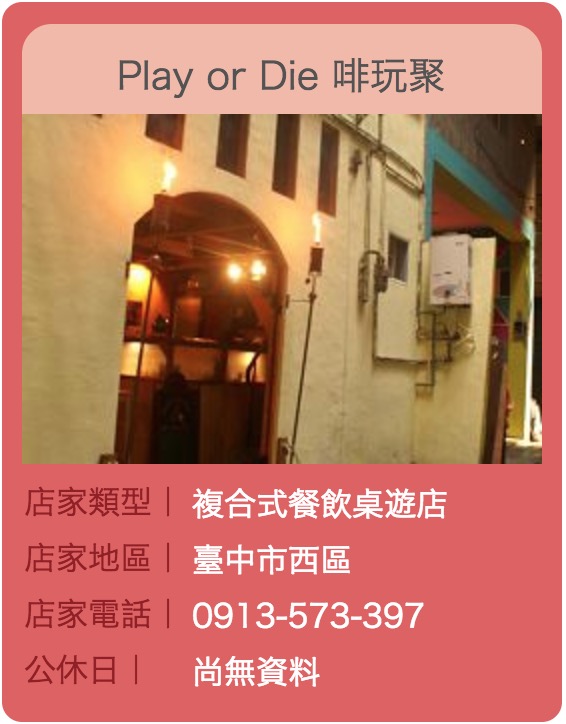 Play or Die 啡玩聚
店家類型｜ 複合式餐飲桌遊店
店家地區｜ 臺中市西區
店家電話｜ 0913-573-397
公休日｜ 尚無資料